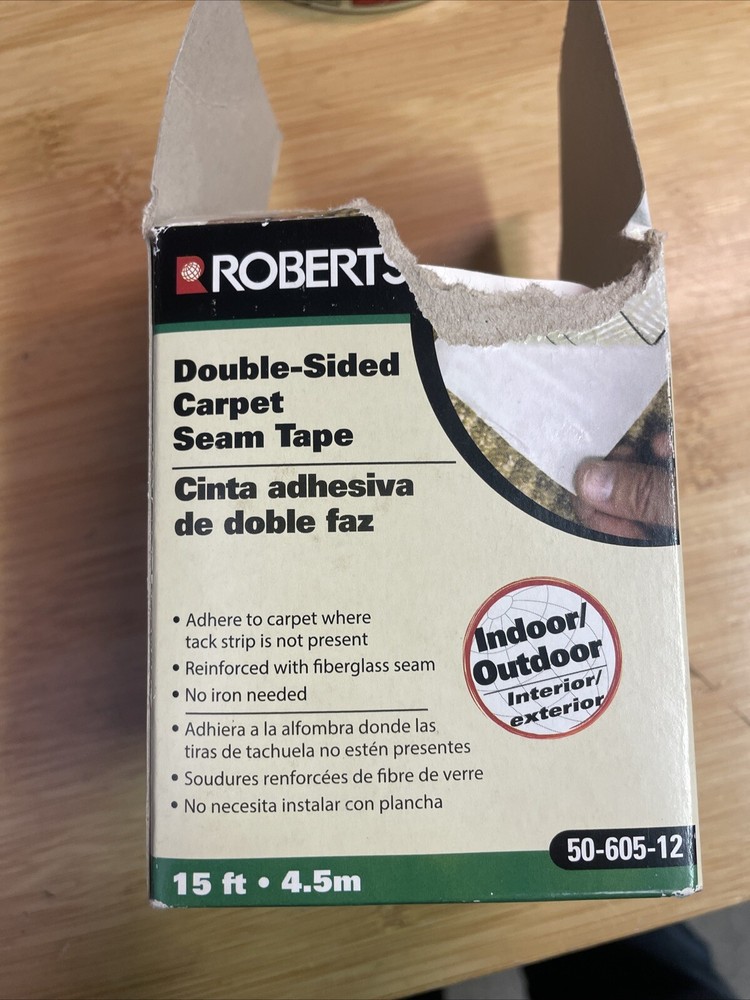 ROBERTS
Double-Sided
Carpet
Seam Tape
Cinta adhesiva
de doble faz
• Adhere to carpet where
tack strip is not present
• Reinforced with fiberglass seam
• No iron needed
• Adhiera a la alfombra donde las
tiras de tachuela no estén presentes
• Soudures renforcées de fibre de verre
• No necesita instalar con plancha
Indoor/
Outdoor
Interior/
exterior
50-605-12
15 ft • 4.5m